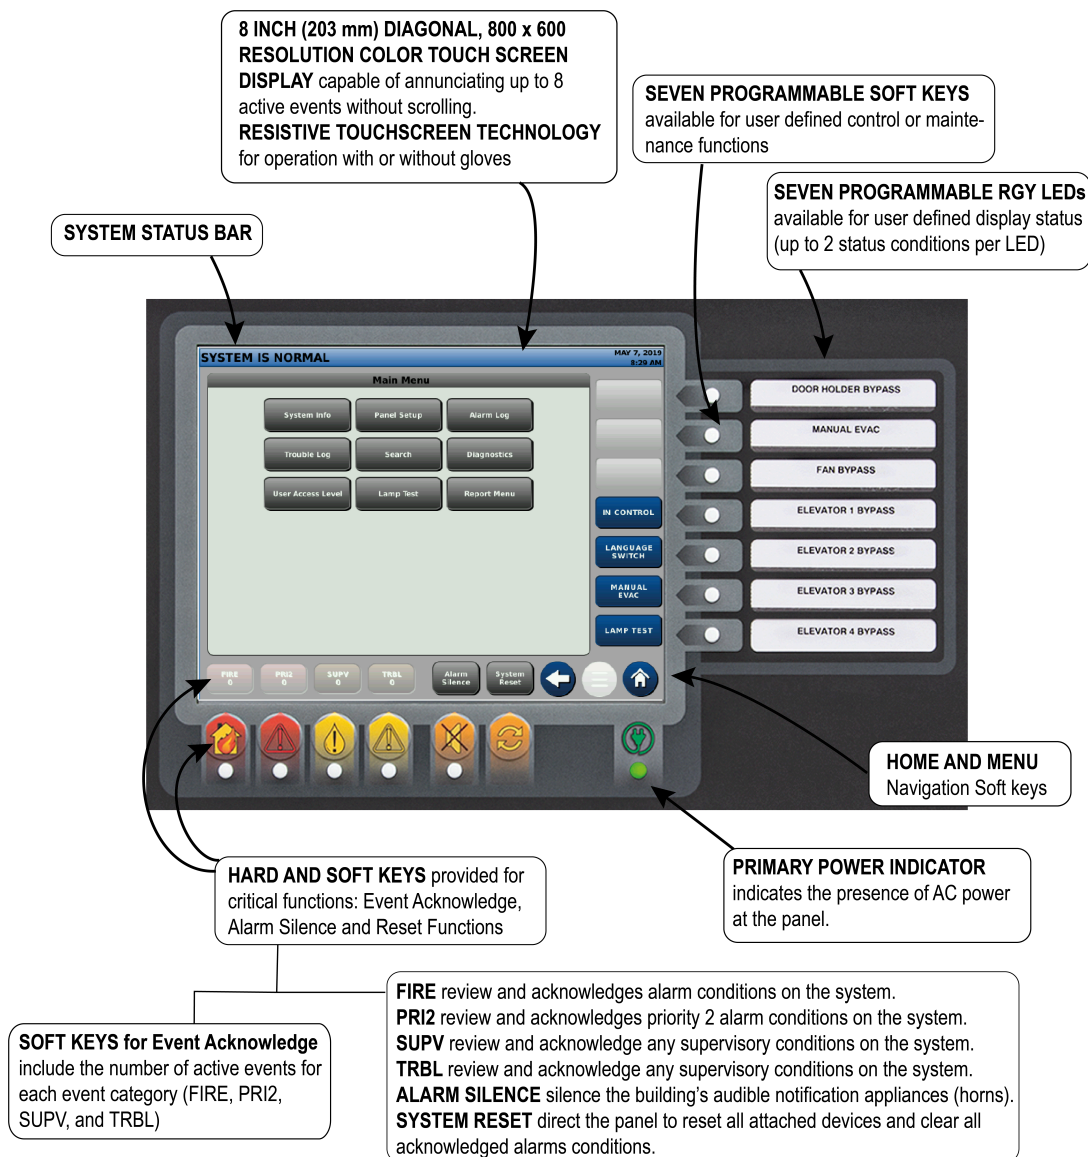 8 INCH (203 mm) DIAGONAL, 800 x 600
RESOLUTION COLOR TOUCH SCREEN
DISPLAY capable of annunciating up to 8
active events without scrolling.
RESISTIVE TOUCHSCREEN TECHNOLOGY
for operation with or without gloves
SEVEN PROGRAMMABLE SOFT KEYS
available for user defined control or mainte-
nance functions
SEVEN PROGRAMMABLE RGY LEDs
available for user defined display status
(up to 2 status conditions per LED)
SYSTEM STATUS BAR
SYSTEM IS NORMAL
MAY 7, 2019
8:29 AM
Main Menu
System Info
Panel Setup
Alarm Log
Trouble Log
Search
Diagnostics
User Access Level
Lamp Test
Report Menu
IN CONTROL
LANGUAGE
SWITCH
MANUAL
EVAC
LAMP TEST
DOOR HOLDER BYPASS
MANUAL EVAC
FAN BYPASS
ELEVATOR 1 BYPASS
ELEVATOR 2 BYPASS
ELEVATOR 3 BYPASS
ELEVATOR 4 BYPASS
FIRE
0
PRI2
0
SUPV
0
TRBL
0
Alarm
Silence
System
Reset
HOME AND MENU
Navigation Soft keys
HARD AND SOFT KEYS provided for
critical functions: Event Acknowledge,
Alarm Silence and Reset Functions
PRIMARY POWER INDICATOR
indicates the presence of AC power
at the panel.
SOFT KEYS for Event Acknowledge
include the number of active events for
each event category (FIRE, PRI2,
SUPV, and TRBL)
FIRE review and acknowledges alarm conditions on the system.
PRI2 review and acknowledges priority 2 alarm conditions on the system.
SUPV review and acknowledge any supervisory conditions on the system.
TRBL review and acknowledge any supervisory conditions on the system.
ALARM SILENCE silence the building's audible notification appliances (horns).
SYSTEM RESET direct the panel to reset all attached devices and clear all
acknowledged alarms conditions.